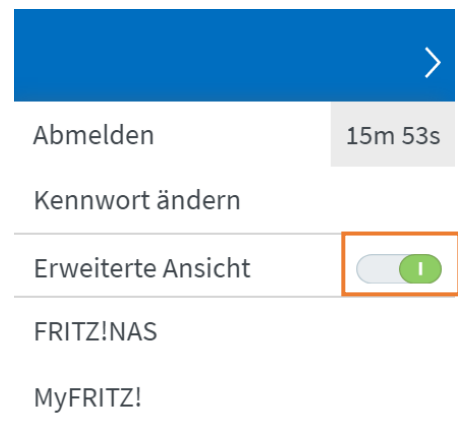 Abmelden 15m 53s
Kennwort ändern
Erweiterte Ansicht
FRITZ!NAS
MyFRITZ!